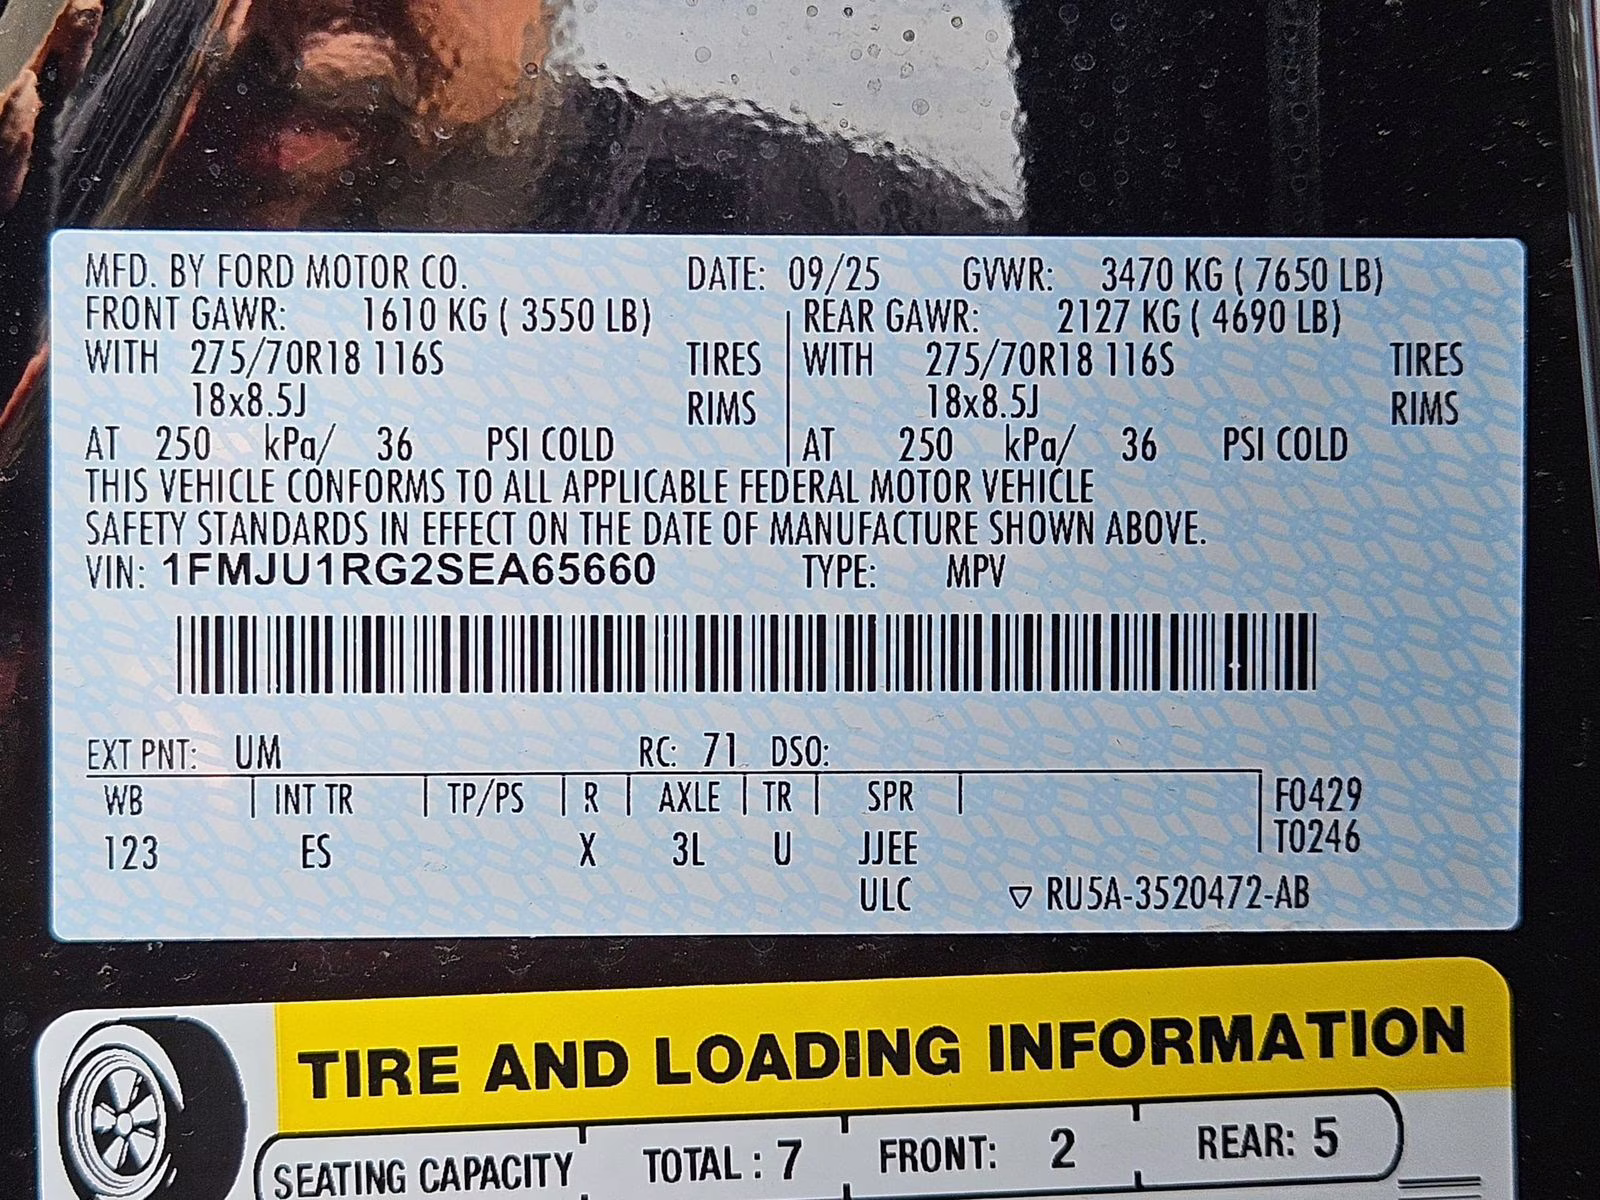 MFD. BY FORD MOTOR CO. DATE: 09/25 GVWR: 3470 KG ( 7650 LB)
FRONT GAWR: 1610 KG ( 3550 LB) REAR GAWR: 2127 KG ( 4690 LB)
WITH 275/70R18 116S TIRES WITH 275/70R18 116S TIRES
18x8.5J RIMS 18x8.5J RIMS
AT 250 kPa/ 36 PSI COLD AT 250 kPa/ 36 PSI COLD
THIS VEHICLE CONFORMS TO ALL APPLICABLE FEDERAL MOTOR VEHICLE
SAFETY STANDARDS IN EFFECT ON THE DATE OF MANUFACTURE SHOWN ABOVE.
VIN: 1FMJU1RG2SEA65660 TYPE: MPV
EXT PNT: UM RC: 71 DSO:
WB INT TR TP/PS R AXLE TR SPR F0429
T0246
123 ES X 3L U JJEE
ULC ▽ RU5A-3520472-AB
TIRE AND LOADING INFORMATION
SEATING CAPACITY TOTAL : 7 FRONT: 2 REAR: 5